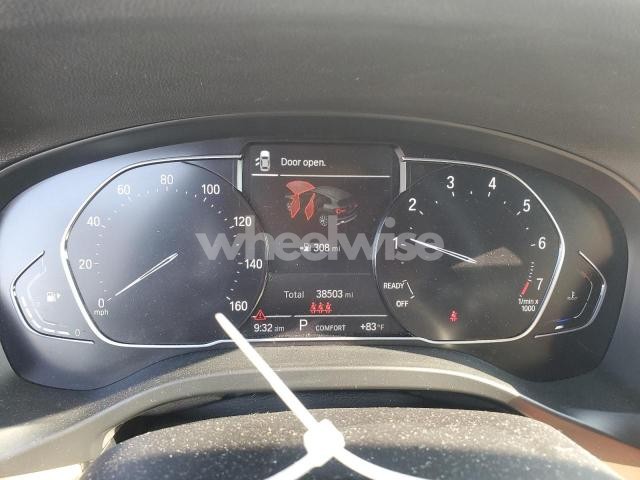 Door open.
60 80 100
40 120
20 140
0 160
mph
308 mi
Total 38503 mi
9:32 am P COMFORT +83°F
wheelwise
1 2 3 4 5 6 7
1/min x
1000
READY
OFF
0